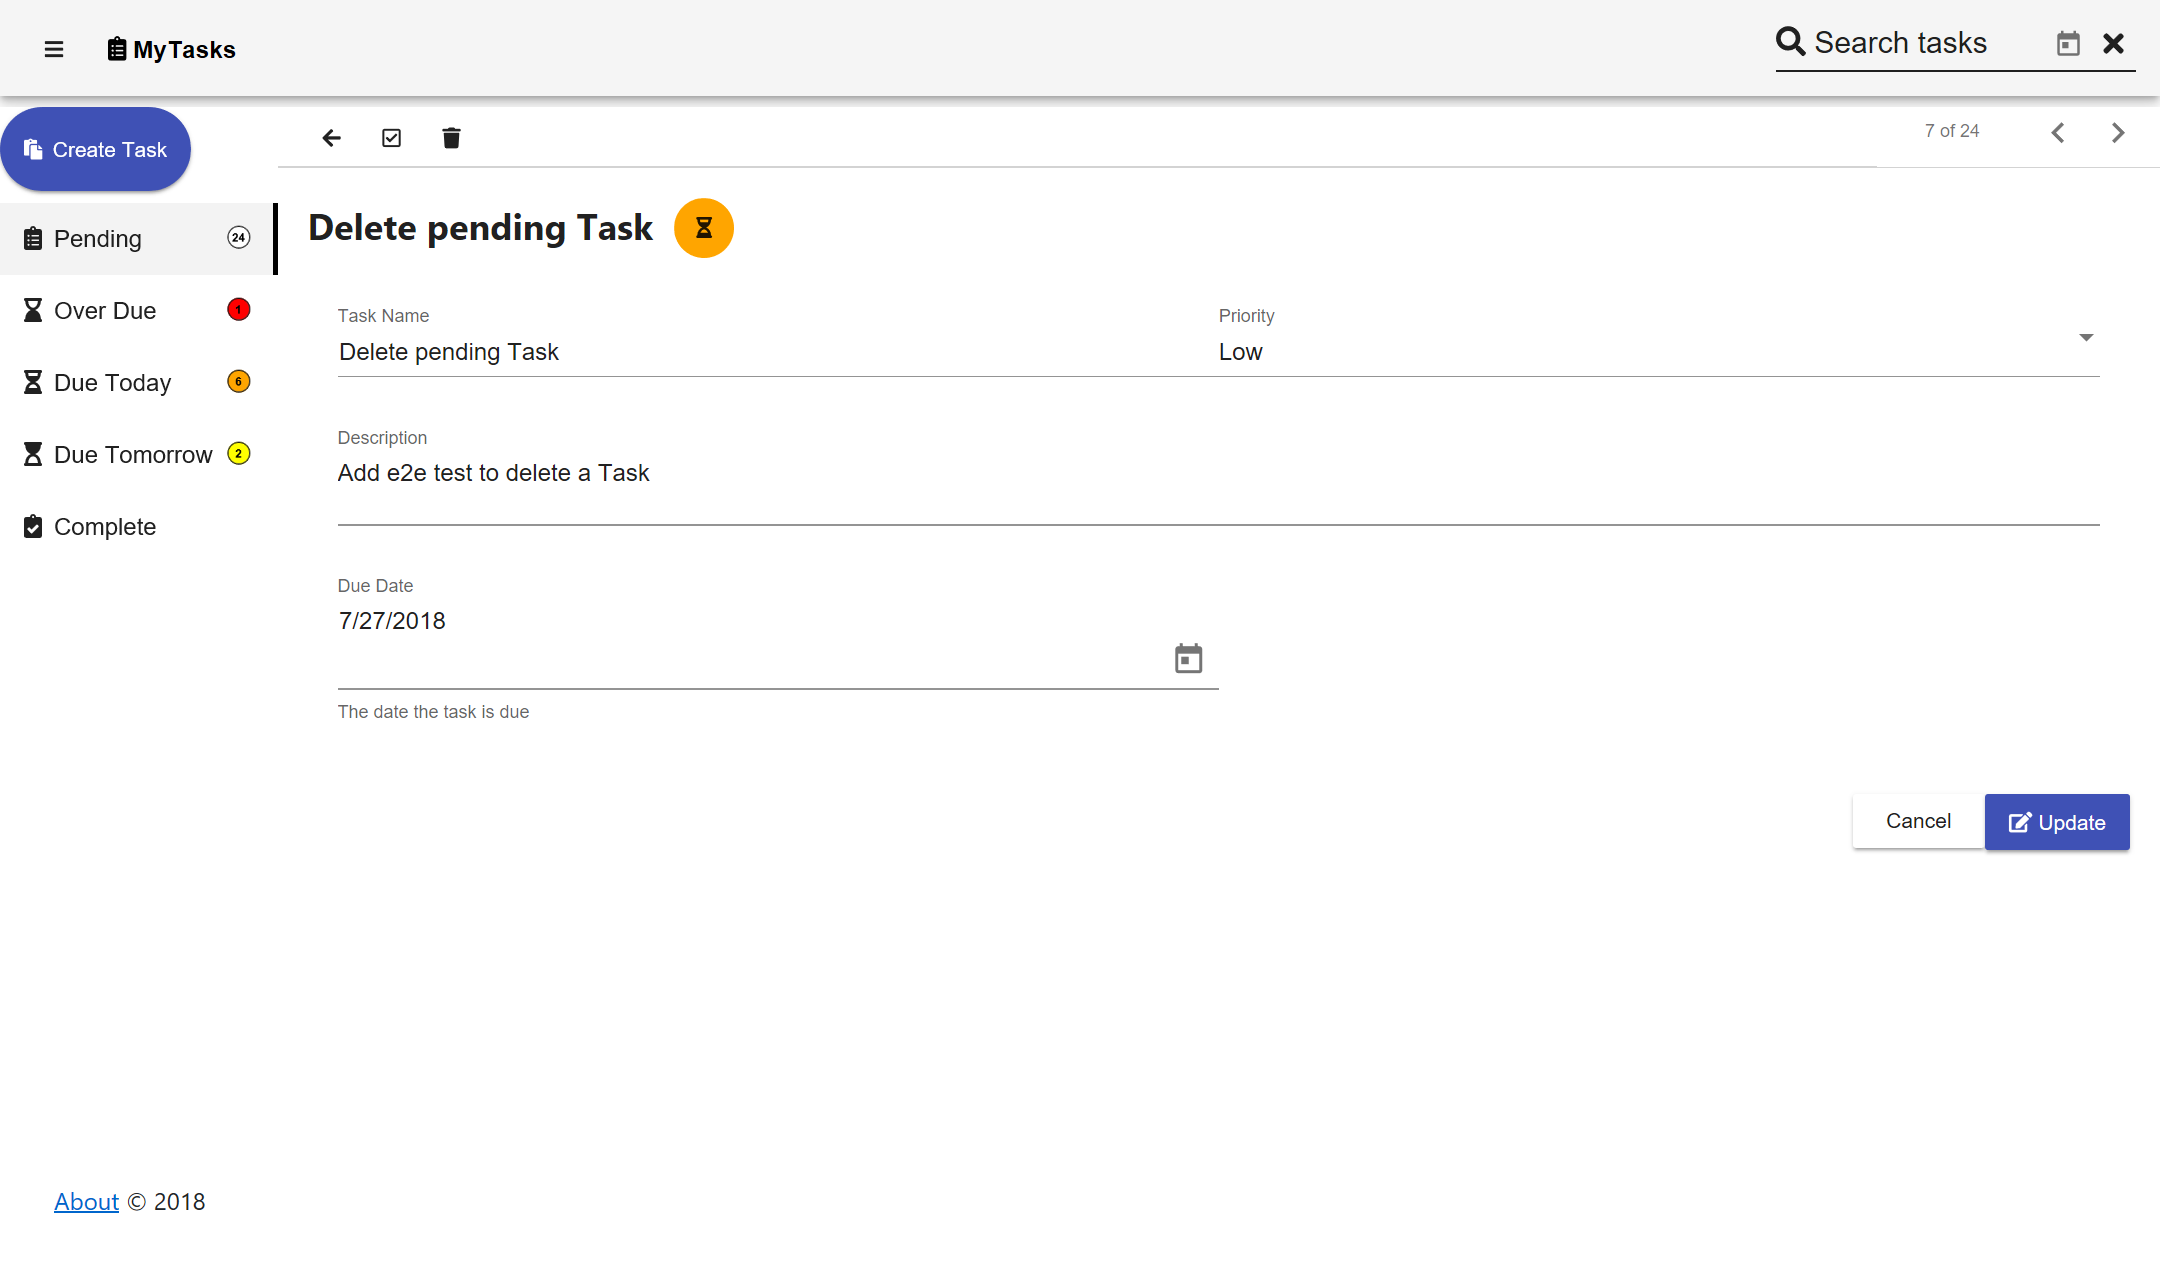 MyTasks
Search tasks
Create Task
7 of 24
Pending 24
Delete pending Task
Over Due 1
Due Today 6
Due Tomorrow 2
Complete
Task Name
Priority
Delete pending Task
Low
Description
Add e2e test to delete a Task
Due Date
7/27/2018
The date the task is due
Cancel
Update
About © 2018